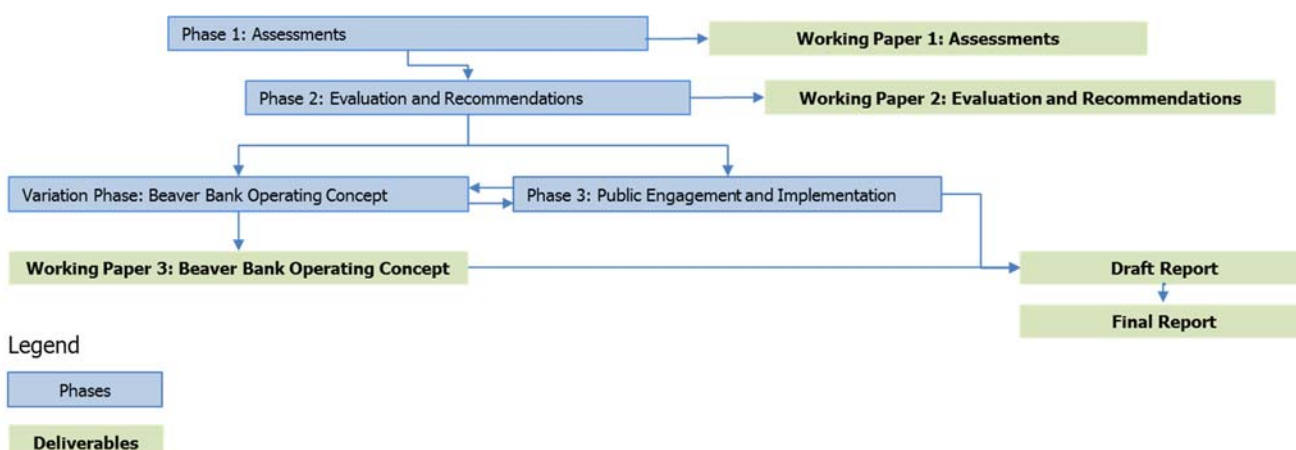 Phase 1: Assessments
Working Paper 1: Assessments
Phase 2: Evaluation and Recommendations
Working Paper 2: Evaluation and Recommendations
Variation Phase: Beaver Bank Operating Concept
Phase 3: Public Engagement and Implementation
Working Paper 3: Beaver Bank Operating Concept
Draft Report
Final Report
Legend
Phases
Deliverables